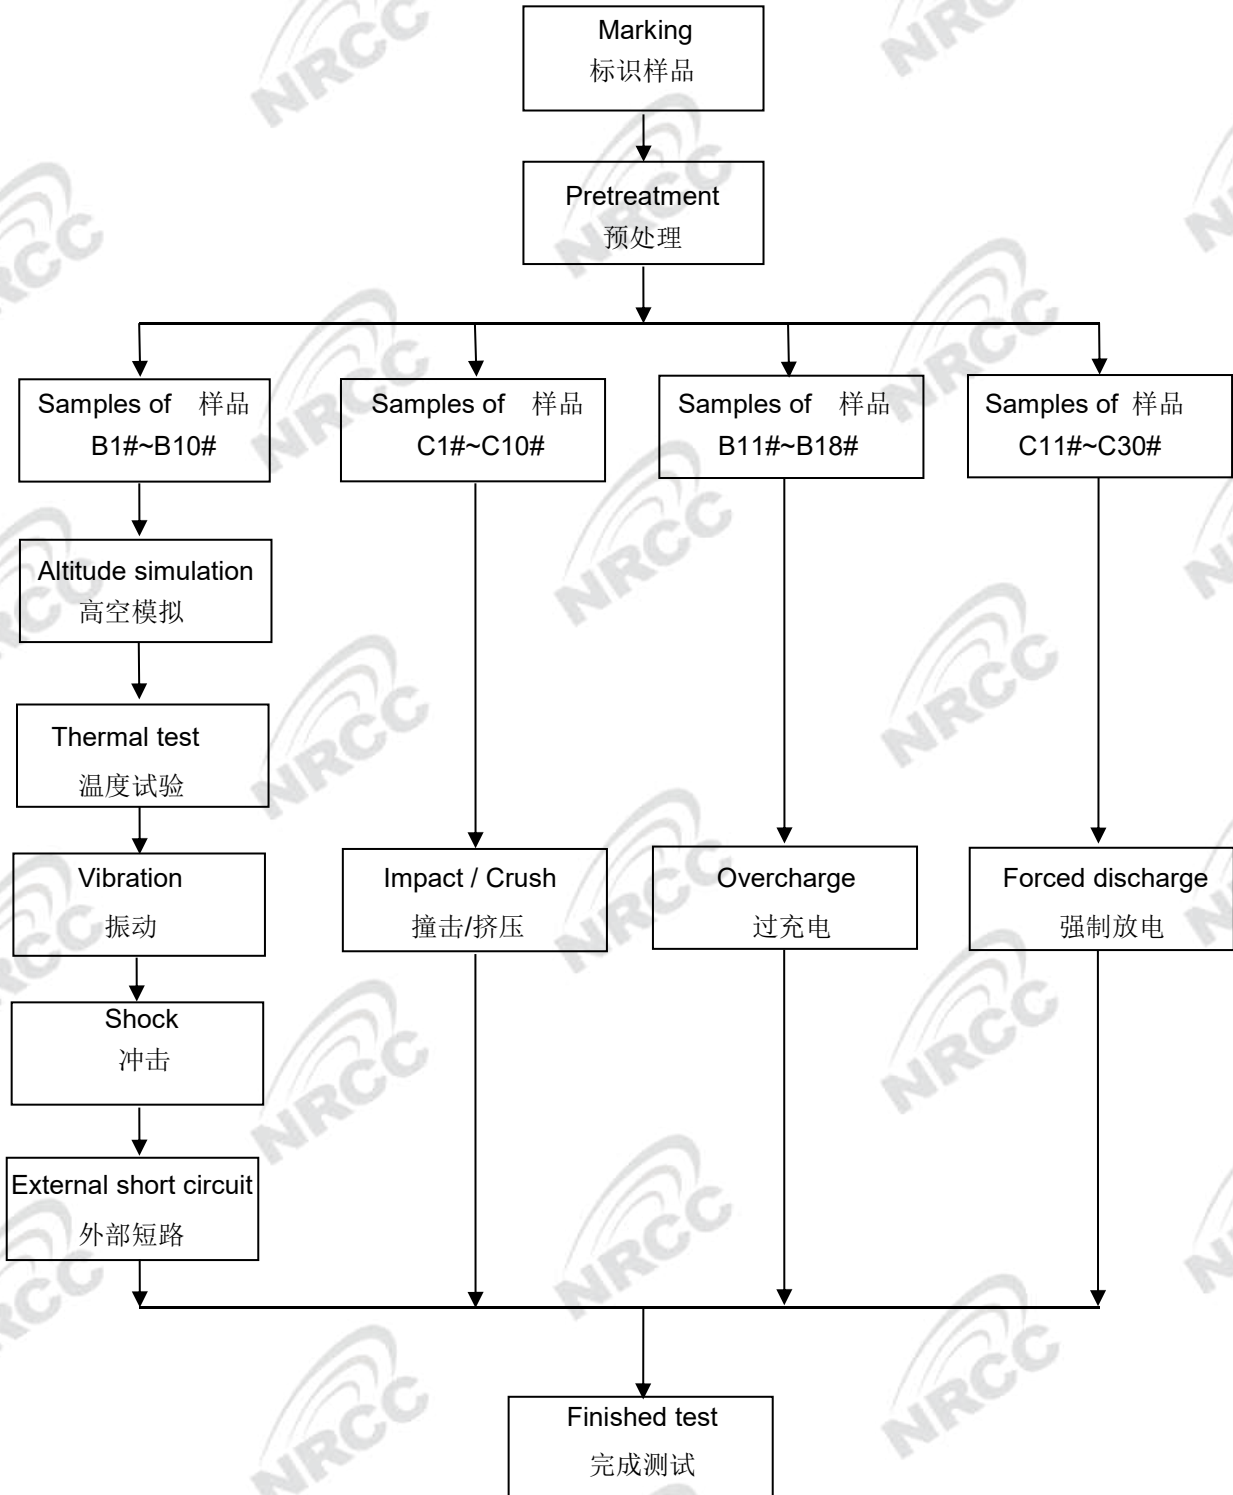 Marking
标识样品
Pretreatment
预处理
Samples of 样品
B1#~B10#
Samples of 样品
C1#~C10#
Samples of 样品
B11#~B18#
Samples of 样品
C11#~C30#
Altitude simulation
高空模拟
Thermal test
温度试验
Vibration
振动
Impact / Crush
撞击/挤压
Overcharge
过充电
Forced discharge
强制放电
Shock
冲击
External short circuit
外部短路
Finished test
完成测试
NRCC